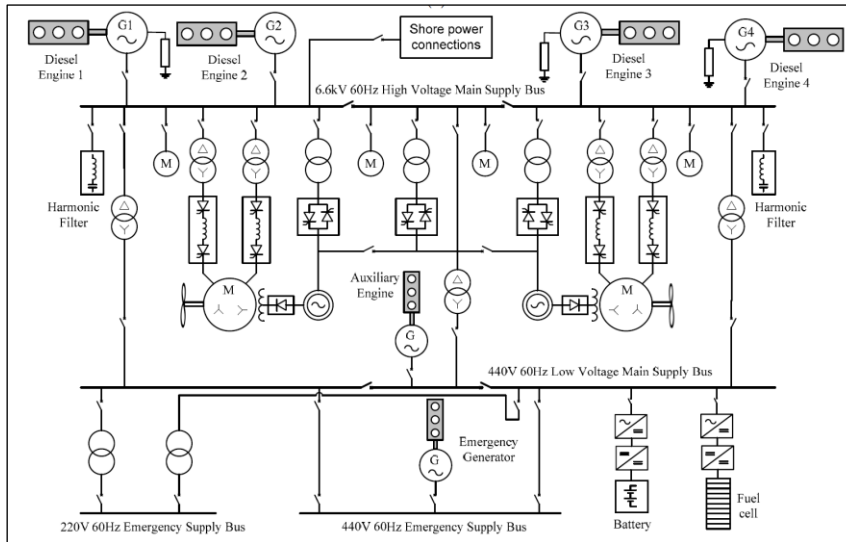 G1
G2
Shore power
connections
G3
G4
Diesel
Engine 1
Diesel
Engine 2
Diesel
Engine 3
Diesel
Engine 4
6.6kV 60Hz High Voltage Main Supply Bus
M
M
M
M
Harmonic
Filter
Harmonic
Filter
Auxiliary
Engine
M
M
G
440V 60Hz Low Voltage Main Supply Bus
G
Emergency
Generator
220V 60Hz Emergency Supply Bus
440V 60Hz Emergency Supply Bus
Battery
Fuel
cell